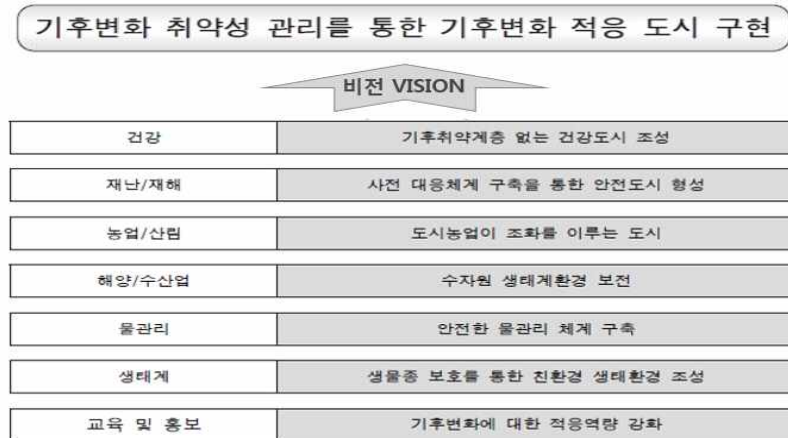 기후변화 취약성 관리를 통한 기후변화 적응 도시 구현
비전 VISION
건강 기후취약계층 없는 건강도시 조성
재난/재해 사전 대응체계 구축을 통한 안전도시 형성
농업/산림 도시농업이 조화를 이루는 도시
해양/수산업 수자원 생태계환경 보전
물관리 안전한 물관리 체계 구축
생태계 생물종 보호를 통한 친환경 생태환경 조성
교육 및 홍보 기후변화에 대한 적응역량 강화